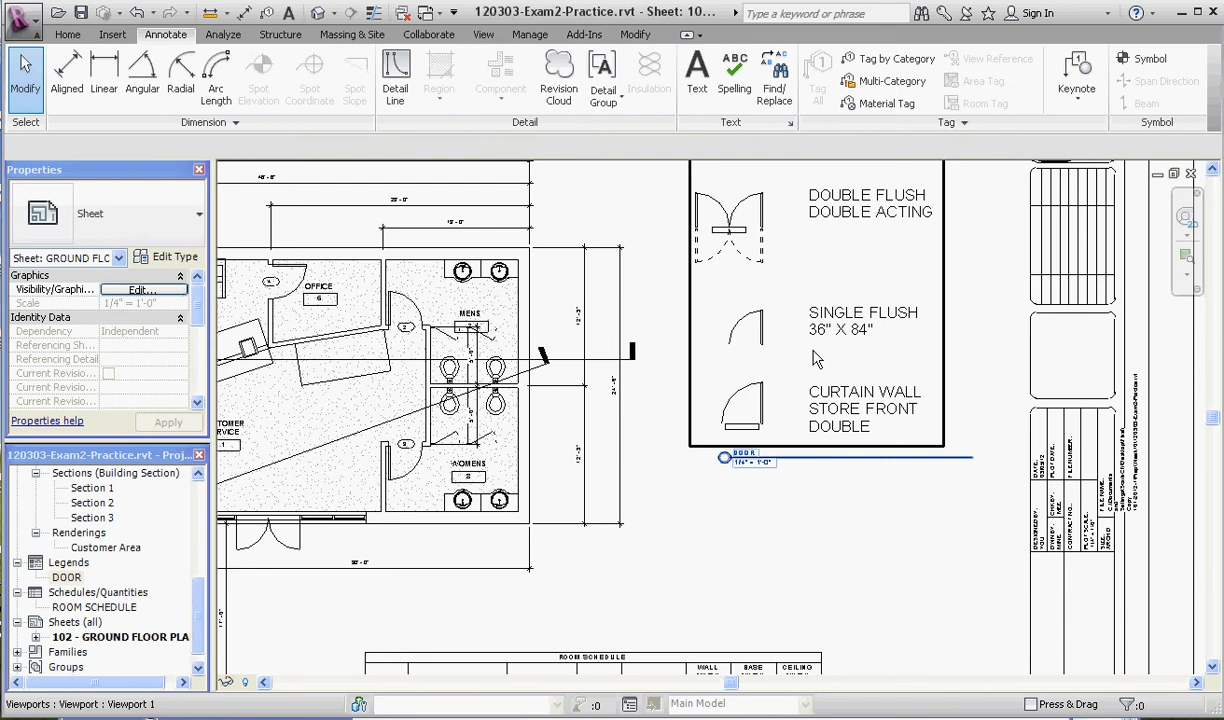 120303-Exam2-Practice.rvt - Sheet: 10...
Type a keyword or phrase
Sign In
Home Insert Annotate Analyze Structure Massing & Site Collaborate View Manage Add-Ins Modify
Modify
Aligned Linear Angular Radial Arc Length
Spot Elevation Spot Coordinate Spot Slope
Detail Line Region Component Revision Cloud Detail Group Insulation
Text Spelling Find/ Replace
ABC
Tag All
Tag by Category
Multi-Category
Material Tag
View Reference
Area Tag
Room Tag
Keynote
Symbol
Span Direction
Beam
Select Dimension Detail Text Tag Symbol
Properties
Sheet
Sheet: GROUND FLC Edit Type
Graphics
Visibility/Graphi... Edit...
Scale 1/4" = 1'-0"
Identity Data
Dependency Independent
Referencing Sh...
Referencing Detail
Current Revisio...
Current Revisio...
Current Revisio...
Properties help Apply
120303-Exam2-Practice.rvt - Proj...
Sections (Building Section)
Section 1
Section 2
Section 3
Renderings
Customer Area
Legends
DOOR
Schedules/Quantities
ROOM SCHEDULE
Sheets (all)
102 - GROUND FLOOR PLA
Families
Groups
OFFICE
6
MENS
WOMENS
8
DOUBLE FLUSH
DOUBLE ACTING
SINGLE FLUSH
36" X 84"
CURTAIN WALL
STORE FRONT
DOUBLE
DOOR
1/4" = 1'-0"
ROOM SCHEDULE
WALL BASE CEILING
Viewports : Viewport : Viewport 1
:0
Main Model
Press & Drag
:0